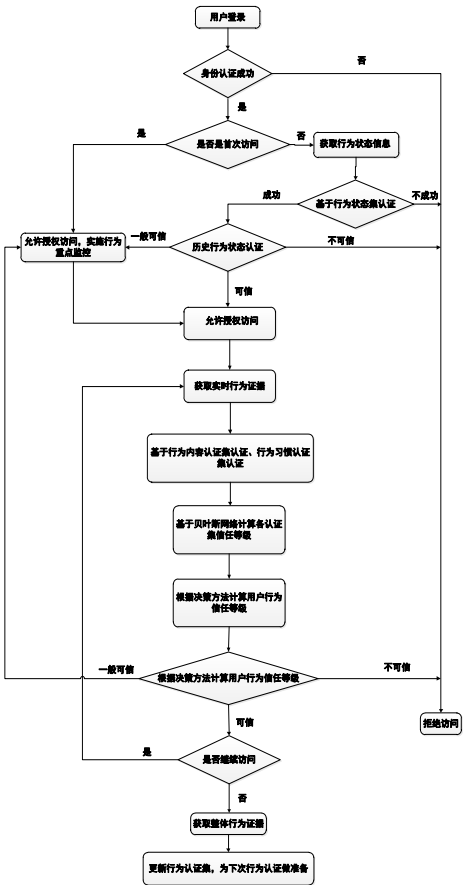 用户登录
否
身份认证成功
是
是
是否是首次访问
否
获取行为状态信息
成功
基于行为状态集认证
不成功
允许授权访问，实施行为
重点监控
一般可信
历史行为状态认证
不可信
可信
允许授权访问
获取实时行为证据
基于行为内容认证集认证、行为习惯认证
集认证
基于贝叶斯网络计算各认证
集信任等级
根据决策方法计算用户行为
信任等级
一般可信
根据决策方法计算用户行为信任等级
不可信
可信
拒绝访问
是
是否继续访问
否
获取整体行为证据
更新行为认证集，为下次行为认证做准备